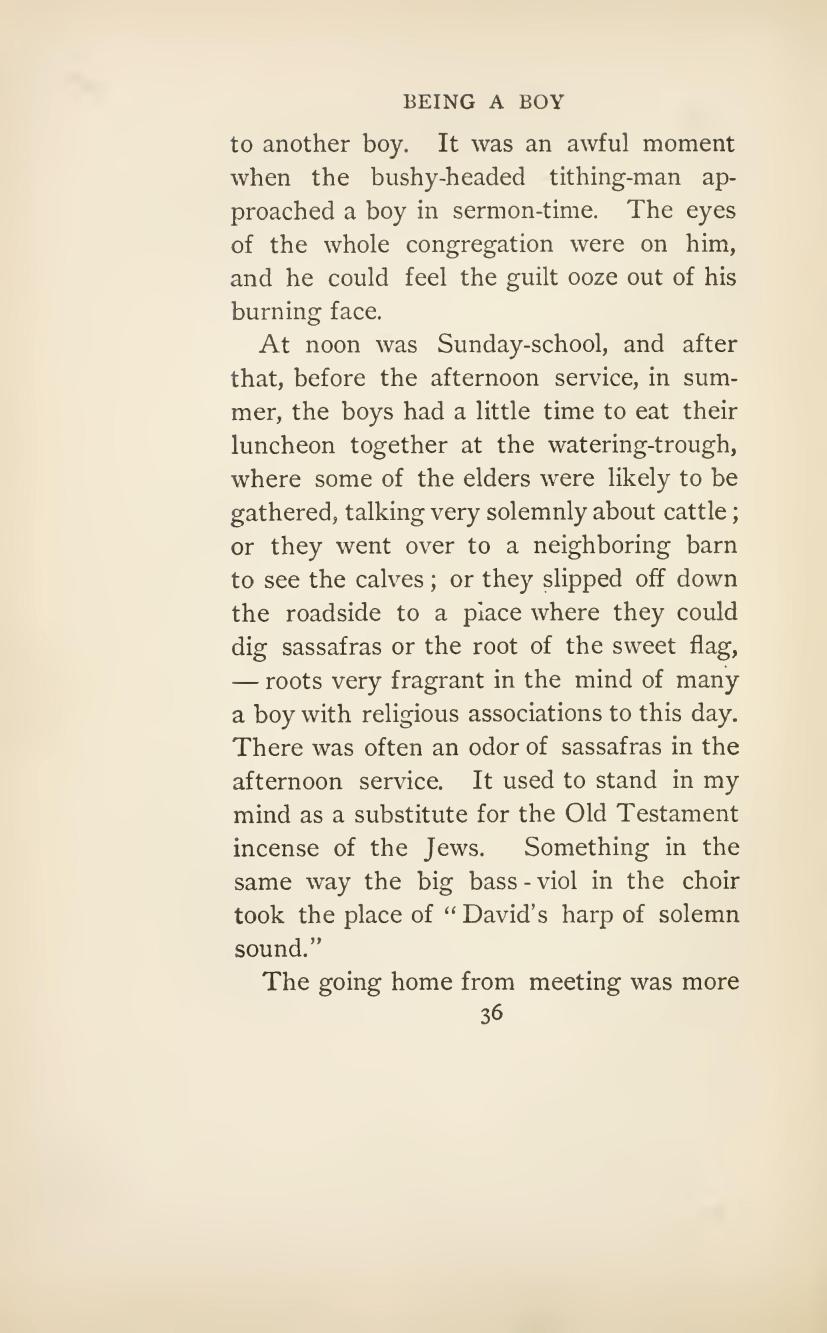 BEING A BOY
to another boy. It was an awful moment
when the bushy-headed tithing-man ap-
proached a boy in sermon-time. The eyes
of the whole congregation were on him,
and he could feel the guilt ooze out of his
burning face.
At noon was Sunday-school, and after
that, before the afternoon service, in sum-
mer, the boys had a little time to eat their
luncheon together at the watering-trough,
where some of the elders were likely to be
gathered, talking very solemnly about cattle ;
or they went over to a neighboring barn
to see the calves ; or they slipped off down
the roadside to a place where they could
dig sassafras or the root of the sweet flag,
— roots very fragrant in the mind of many
a boy with religious associations to this day.
There was often an odor of sassafras in the
afternoon service. It used to stand in my
mind as a substitute for the Old Testament
incense of the Jews. Something in the
same way the big bass-viol in the choir
took the place of “ David’s harp of solemn
sound.”
The going home from meeting was more
36